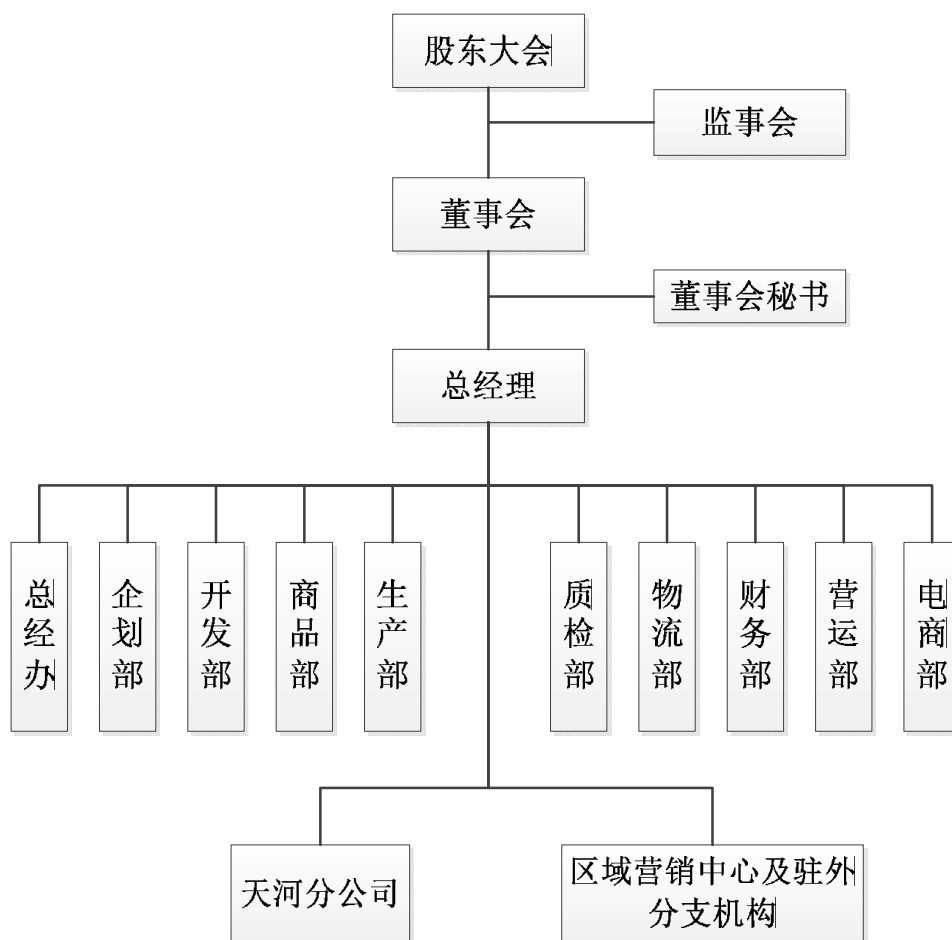 股东大会
监事会
董事会
董事会秘书
总经理
总经办
企划部
开发部
商品部
生产部
质检部
物流部
财务部
营运部
电商部
天河分公司
区域营销中心及驻外
分支机构